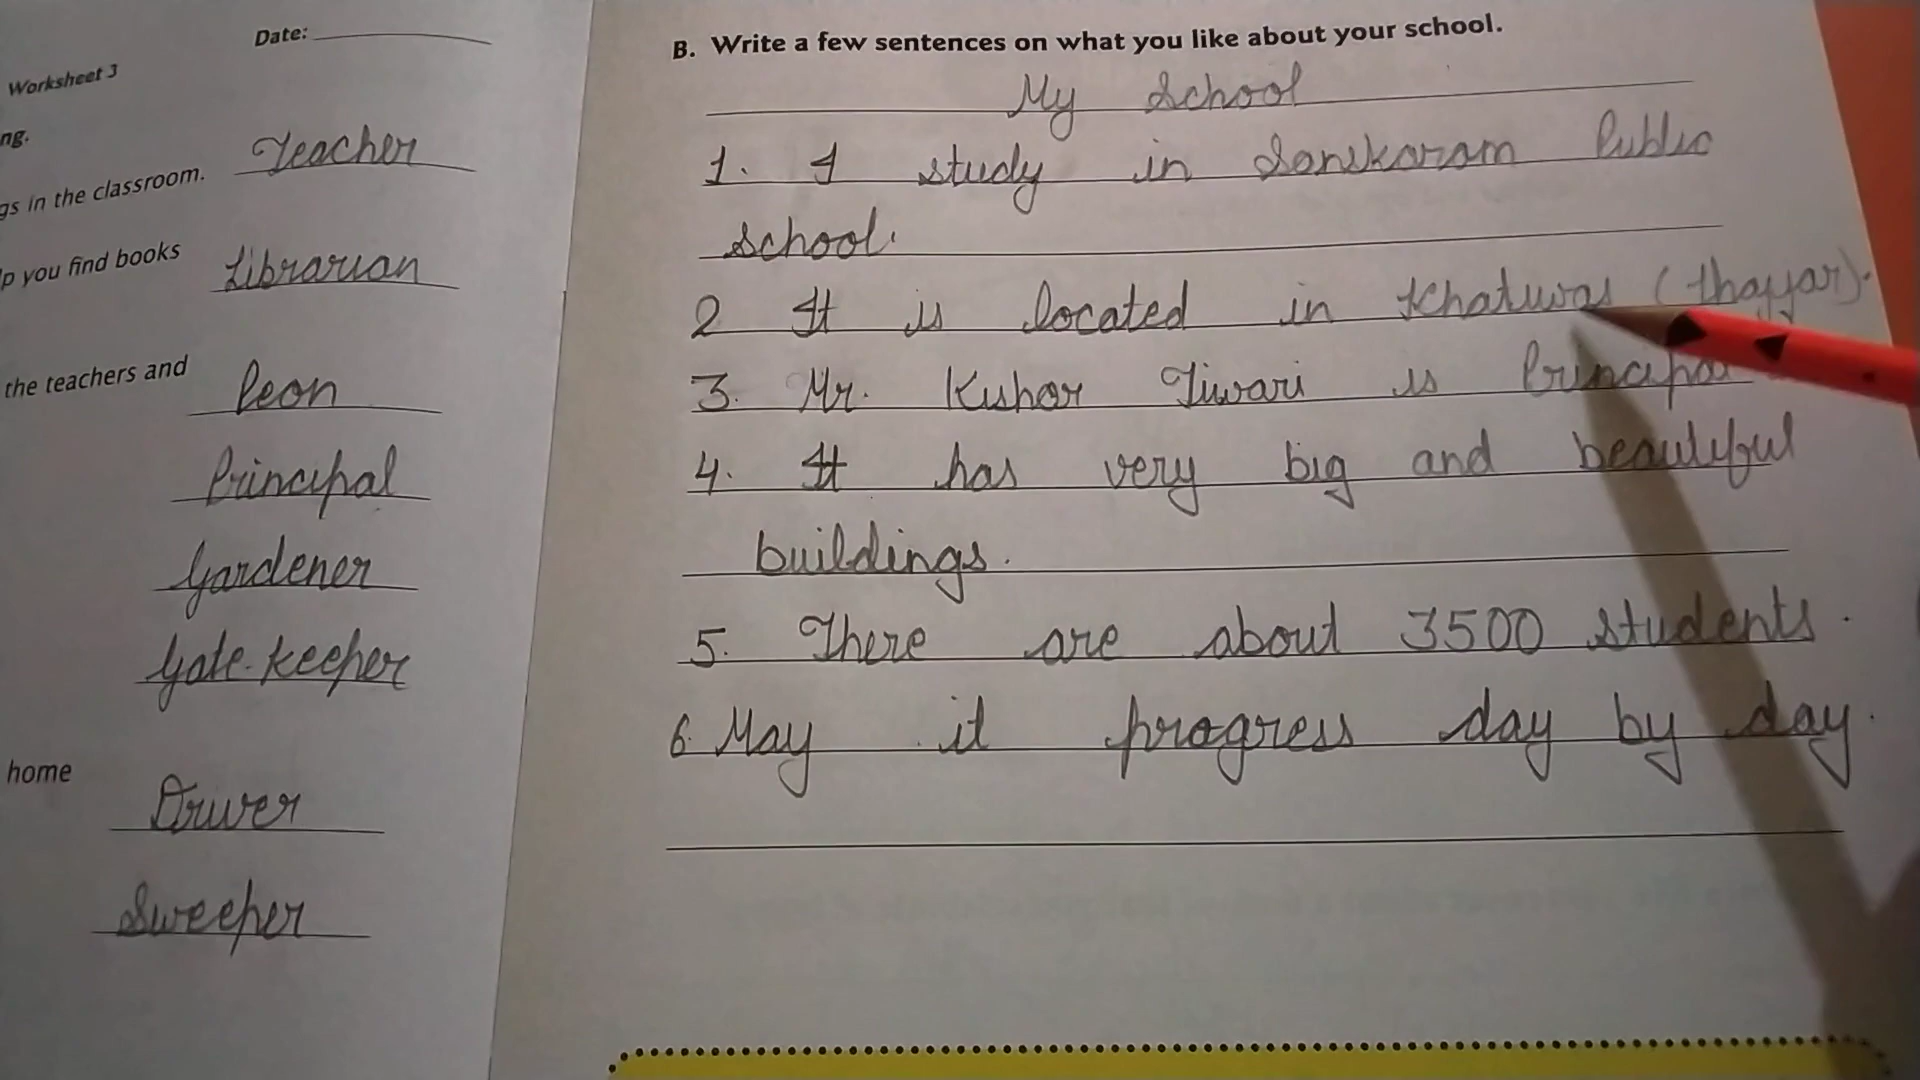 Date:
Worksheet 3
ng.
Teacher
gs in the classroom.
p you find books
Librarian
the teachers and
Peon
Principal
Gardener
Gate-keeper
home
Driver
Sweeper
B. Write a few sentences on what you like about your school.
My School
1. I study in Sanskaram Public
School.
2 It is located in Khatiwas (Jhajjar).
3. Mr. Kishor Tiwari is Principal
4. It has very big and beautiful
buildings.
5. There are about 3500 students.
6. May it progress day by day.